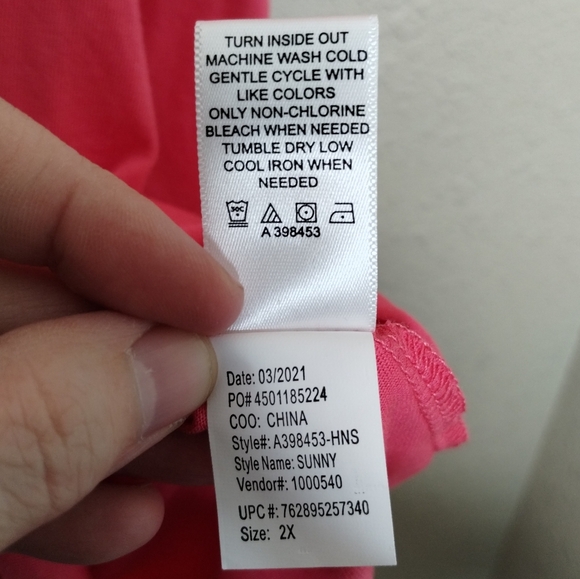 TURN INSIDE OUT
MACHINE WASH COLD
GENTLE CYCLE WITH
LIKE COLORS
ONLY NON-CHLORINE
BLEACH WHEN NEEDED
TUMBLE DRY LOW
COOL IRON WHEN
NEEDED
30C
A 398453
Date: 03/2021
PO# 4501185224
COO: CHINA
Style#: A398453-HNS
Style Name: SUNNY
Vendor#: 1000540
UPC #: 762895257340
Size: 2X